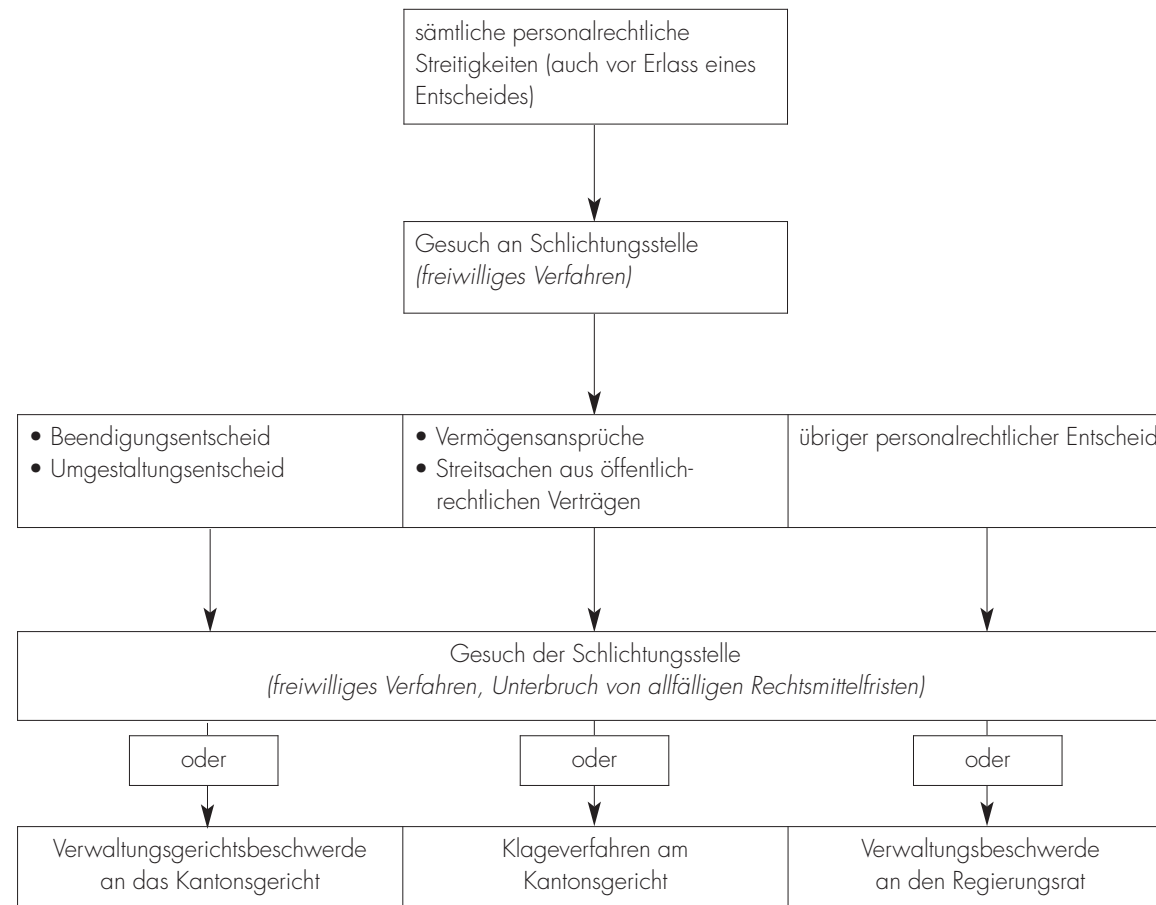 sämtliche personalrechtliche
Streitigkeiten (auch vor Erlass eines
Entscheides)
Gesuch an Schlichtungsstelle
(freiwilliges Verfahren)
• Beendigungsentscheid
• Umgestaltungsentscheid
• Vermögensansprüche
• Streitsachen aus öffentlich-
rechtlichen Verträgen
übriger personalrechtlicher Entscheid
Gesuch der Schlichtungsstelle
(freiwilliges Verfahren, Unterbruch von allfälligen Rechtsmittelfristen)
oder
oder
oder
Verwaltungsgerichtsbeschwerde
an das Kantonsgericht
Klageverfahren am
Kantonsgericht
Verwaltungsbeschwerde
an den Regierungsrat